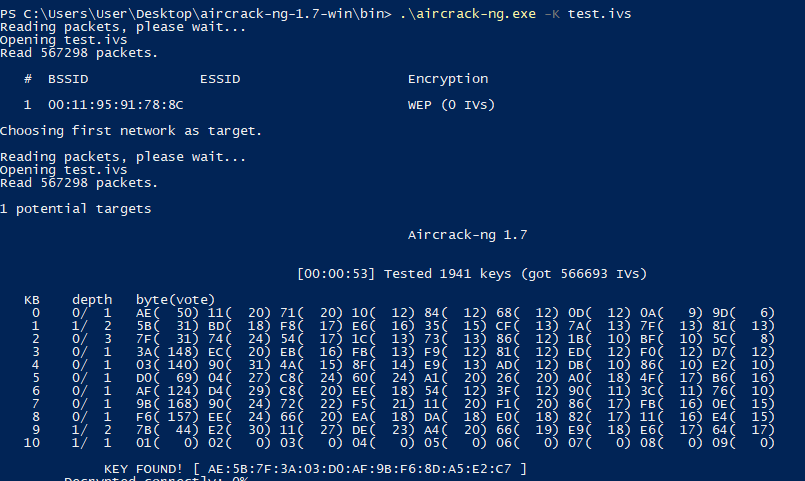 PS C:\Users\User\Desktop\aircrack-ng-1.7-win\bin> .\aircrack-ng.exe -K test.ivs
Reading packets, please wait...
Opening test.ivs
Read 567298 packets.
# BSSID ESSID Encryption
1 00:11:95:91:78:8C WEP (0 IVs)
Choosing first network as target.
Reading packets, please wait...
Opening test.ivs
Read 567298 packets.
1 potential targets
Aircrack-ng 1.7
[00:00:53] Tested 1941 keys (got 566693 IVs)
KB depth byte(vote)
0 0/ 1 AE( 50) 11( 20) 71( 20) 10( 12) 84( 12) 68( 12) 0D( 12) 0A( 9) 9D( 6)
1 1/ 2 5B( 31) BD( 18) F8( 17) E6( 16) 35( 15) CF( 13) 7A( 13) 7F( 13) 81( 13)
2 0/ 3 7F( 31) 74( 24) 54( 17) 1C( 13) 73( 13) 86( 12) 1B( 10) BF( 10) 5C( 8)
3 0/ 1 3A( 148) EC( 20) EB( 16) FB( 13) F9( 12) 81( 12) ED( 12) F0( 12) D7( 12)
4 0/ 1 03( 140) 90( 31) 4A( 15) 8F( 14) E9( 13) AD( 12) DB( 10) 86( 10) E2( 10)
5 0/ 1 D0( 69) 04( 27) C8( 24) 60( 24) A1( 20) 26( 20) A0( 18) 4F( 17) B6( 16)
6 0/ 1 AF( 124) D4( 29) C8( 20) EE( 18) 54( 12) 3F( 12) 90( 11) 3C( 11) 76( 10)
7 0/ 1 9B( 168) 90( 24) 72( 22) F5( 21) 11( 20) F1( 20) 86( 17) FB( 16) 0E( 15)
8 0/ 1 F6( 157) EE( 24) 66( 20) EA( 18) DA( 18) E0( 18) 82( 17) 11( 16) E4( 15)
9 1/ 2 7B( 44) E2( 30) 11( 27) DE( 23) A4( 20) 66( 19) E9( 18) E6( 17) 64( 17)
10 1/ 1 01( 0) 02( 0) 03( 0) 04( 0) 05( 0) 06( 0) 07( 0) 08( 0) 09( 0)
KEY FOUND! [ AE:5B:7F:3A:03:D0:AF:9B:F6:8D:A5:E2:C7 ]
Decrypted correctly: 0%